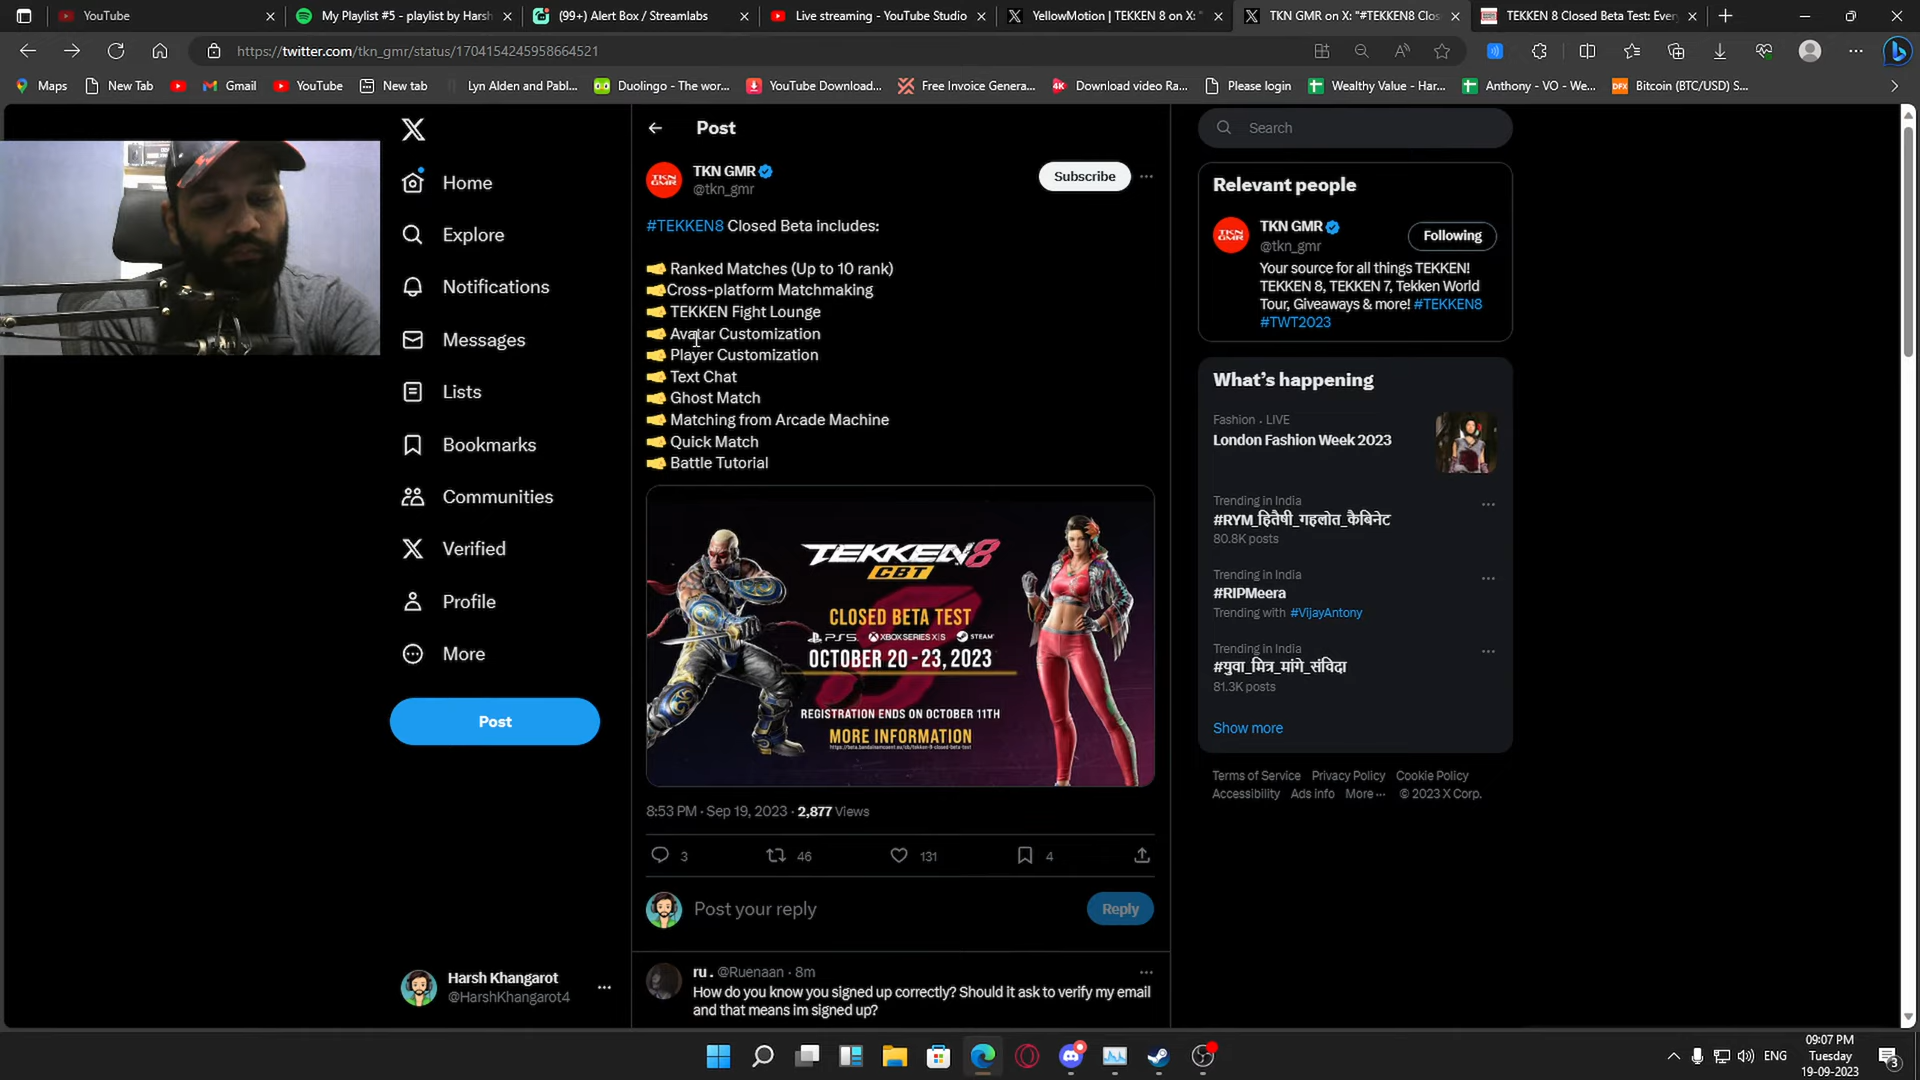 YouTube
My Playlist #5 - playlist by Harsh
(99+) Alert Box / Streamlabs
Live streaming - YouTube Studio
YellowMotion | TEKKEN 8 on X: "
TKN GMR on X: "#TEKKEN8 Clos
TEKKEN 8 Closed Beta Test: Ever
https://twitter.com/tkn_gmr/status/1704154245958664521
Maps
New Tab
Gmail
YouTube
New tab
Lyn Alden and Pabl...
Duolingo - The wor...
YouTube Download...
Free Invoice Genera...
Download video Ra...
Please login
Wealthy Value - Har...
Anthony - VO - We...
Bitcoin (BTC/USD) S...
Home
Explore
Notifications
Messages
Lists
Bookmarks
Communities
Verified
Profile
More
Post
Harsh Khangarot
@HarshKhangarot4
Post
TKN GMR
@tkn_gmr
Subscribe
#TEKKEN8 Closed Beta includes:
Ranked Matches (Up to 10 rank)
Cross-platform Matchmaking
TEKKEN Fight Lounge
Avatar Customization
Player Customization
Text Chat
Ghost Match
Matching from Arcade Machine
Quick Match
Battle Tutorial
TEKKEN 8
CBT
CLOSED BETA TEST
PS5 XBOX SERIES X|S STEAM
OCTOBER 20 - 23, 2023
REGISTRATION ENDS ON OCTOBER 11TH
MORE INFORMATION
8:53 PM · Sep 19, 2023 · 2,877 Views
3
46
131
4
Post your reply
Reply
ru . @Ruenaan · 8m
How do you know you signed up correctly? Should it ask to verify my email
and that means im signed up?
Search
Relevant people
TKN GMR
@tkn_gmr
Following
Your source for all things TEKKEN!
TEKKEN 8, TEKKEN 7, Tekken World
Tour, Giveaways & more! #TEKKEN8
#TWT2023
What's happening
Fashion · LIVE
London Fashion Week 2023
Trending in India
#RYM_हितैषी_गहलोत_कैबिनेट
80.8K posts
Trending in India
#RIPMeera
Trending with #VijayAntony
Trending in India
#युवा_मित्र_मांगे_संविदा
81.3K posts
Show more
Terms of Service Privacy Policy Cookie Policy
Accessibility Ads info More ··· © 2023 X Corp.
ENG
09:07 PM
Tuesday
19-09-2023
3